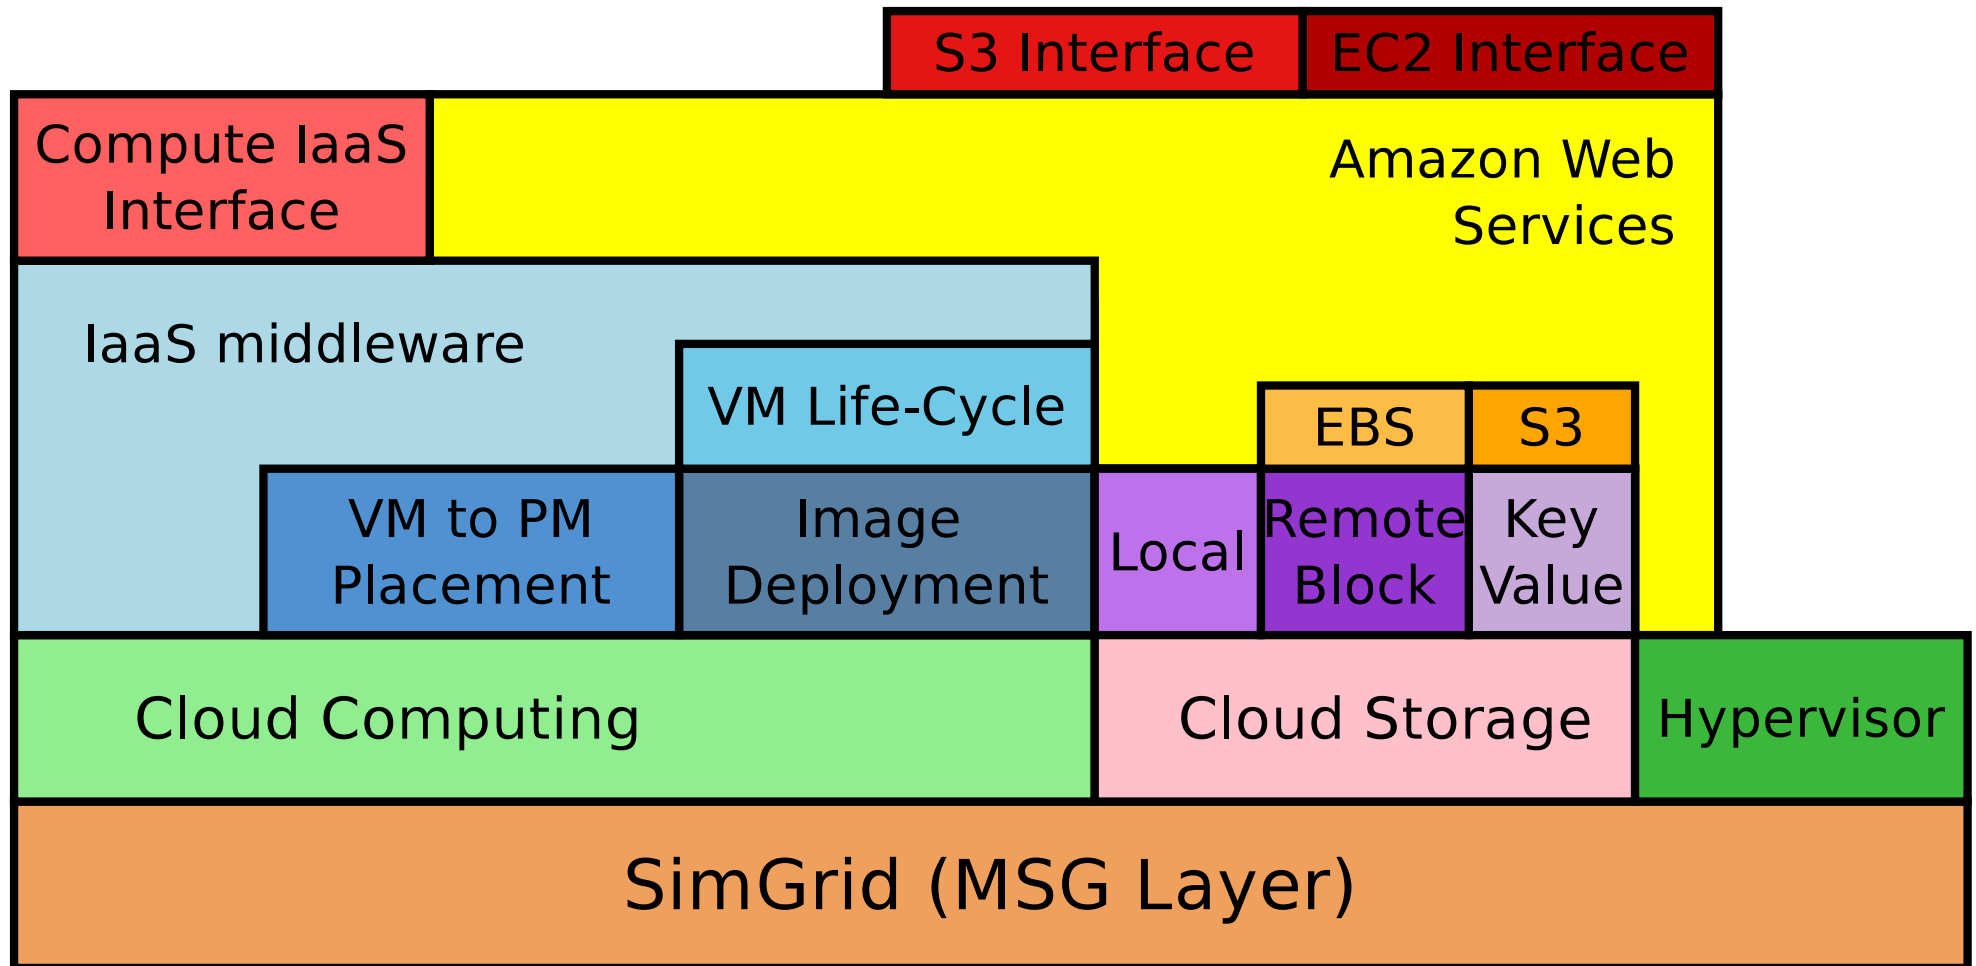 S3 Interface
EC2 Interface
Compute IaaS
Interface
Amazon Web
Services
IaaS middleware
VM Life-Cycle
EBS
S3
VM to PM
Placement
Image
Deployment
Local
Remote
Block
Key
Value
Cloud Computing
Cloud Storage
Hypervisor
SimGrid (MSG Layer)